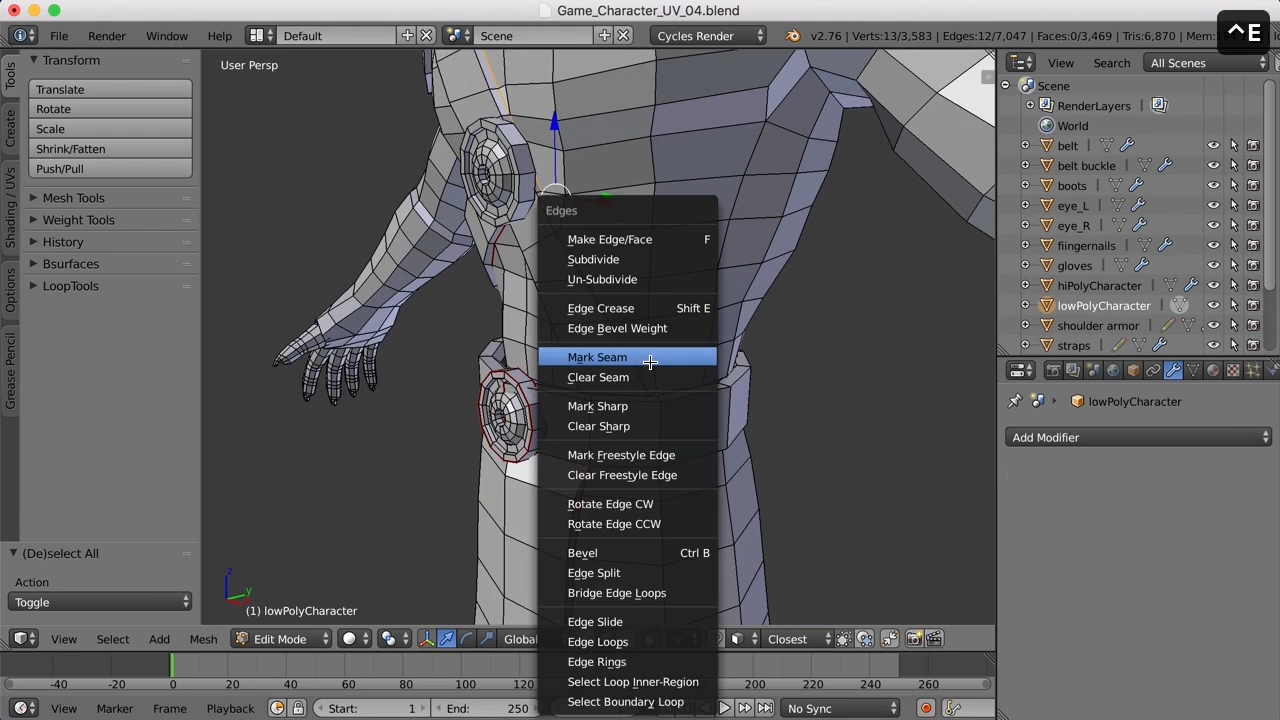 Game_Character_UV_04.blend
^E
File Render Window Help Default Scene Cycles Render v2.76 | Verts:13/3,583 | Edges:12/7,047 | Faces:0/3,469 | Tris:6,870 | Mem:
Tools
Create
Shading / UVs
Options
Grease Pencil
Transform
Translate
Rotate
Scale
Shrink/Fatten
Push/Pull
Mesh Tools
Weight Tools
History
Bsurfaces
LoopTools
(De)select All
Action
Toggle
User Persp
z
y
(1) lowPolyCharacter
Edges
Make Edge/Face F
Subdivide
Un-Subdivide
Edge Crease Shift E
Edge Bevel Weight
Mark Seam
Clear Seam
Mark Sharp
Clear Sharp
Mark Freestyle Edge
Clear Freestyle Edge
Rotate Edge CW
Rotate Edge CCW
Bevel Ctrl B
Edge Split
Bridge Edge Loops
Edge Slide
Edge Loops
Edge Rings
Select Loop Inner-Region
Select Boundary Loop
View Search All Scenes
Scene
RenderLayers
World
belt
belt buckle
boots
eye_L
eye_R
fiingernails
gloves
hiPolyCharacter
lowPolyCharacter
shoulder armor
straps
lowPolyCharacter
Add Modifier
View Select Add Mesh Edit Mode Global Closest
-40 -20 0 20 40 60 80 100 120 200 220 240 260 280
View Marker Frame Playback Start: 1 End: 250 No Sync